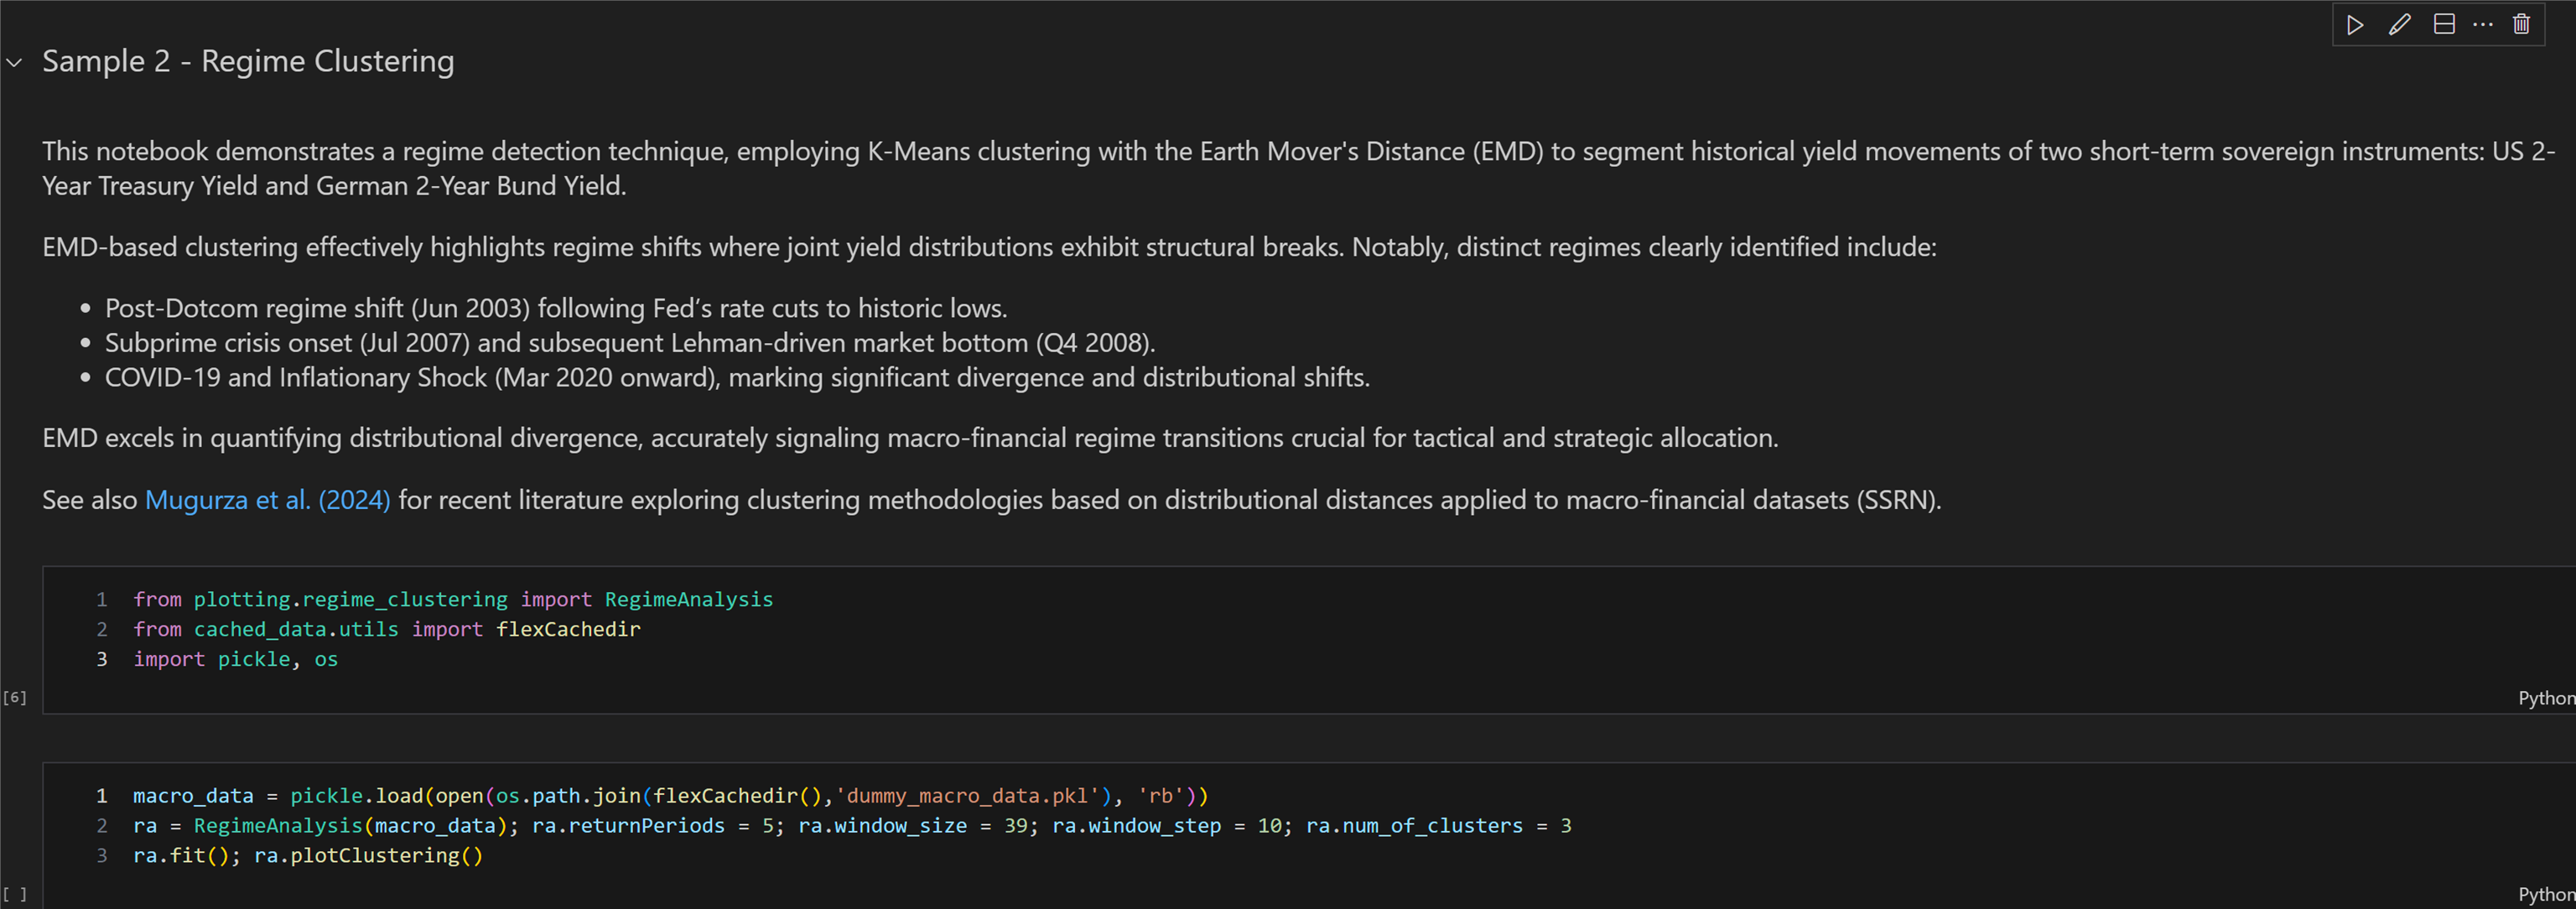 Sample 2 - Regime Clustering
This notebook demonstrates a regime detection technique, employing K-Means clustering with the Earth Mover's Distance (EMD) to segment historical yield movements of two short-term sovereign instruments: US 2-
Year Treasury Yield and German 2-Year Bund Yield.
EMD-based clustering effectively highlights regime shifts where joint yield distributions exhibit structural breaks. Notably, distinct regimes clearly identified include:
• Post-Dotcom regime shift (Jun 2003) following Fed’s rate cuts to historic lows.
• Subprime crisis onset (Jul 2007) and subsequent Lehman-driven market bottom (Q4 2008).
• COVID-19 and Inflationary Shock (Mar 2020 onward), marking significant divergence and distributional shifts.
EMD excels in quantifying distributional divergence, accurately signaling macro-financial regime transitions crucial for tactical and strategic allocation.
See also Mugurza et al. (2024) for recent literature exploring clustering methodologies based on distributional distances applied to macro-financial datasets (SSRN).
1 from plotting.regime_clustering import RegimeAnalysis
2 from cached_data.utils import flexCachedir
3 import pickle, os
[6]
Python
1 macro_data = pickle.load(open(os.path.join(flexCachedir(),'dummy_macro_data.pkl'), 'rb'))
2 ra = RegimeAnalysis(macro_data); ra.returnPeriods = 5; ra.window_size = 39; ra.window_step = 10; ra.num_of_clusters = 3
3 ra.fit(); ra.plotClustering()
[ ]
Python